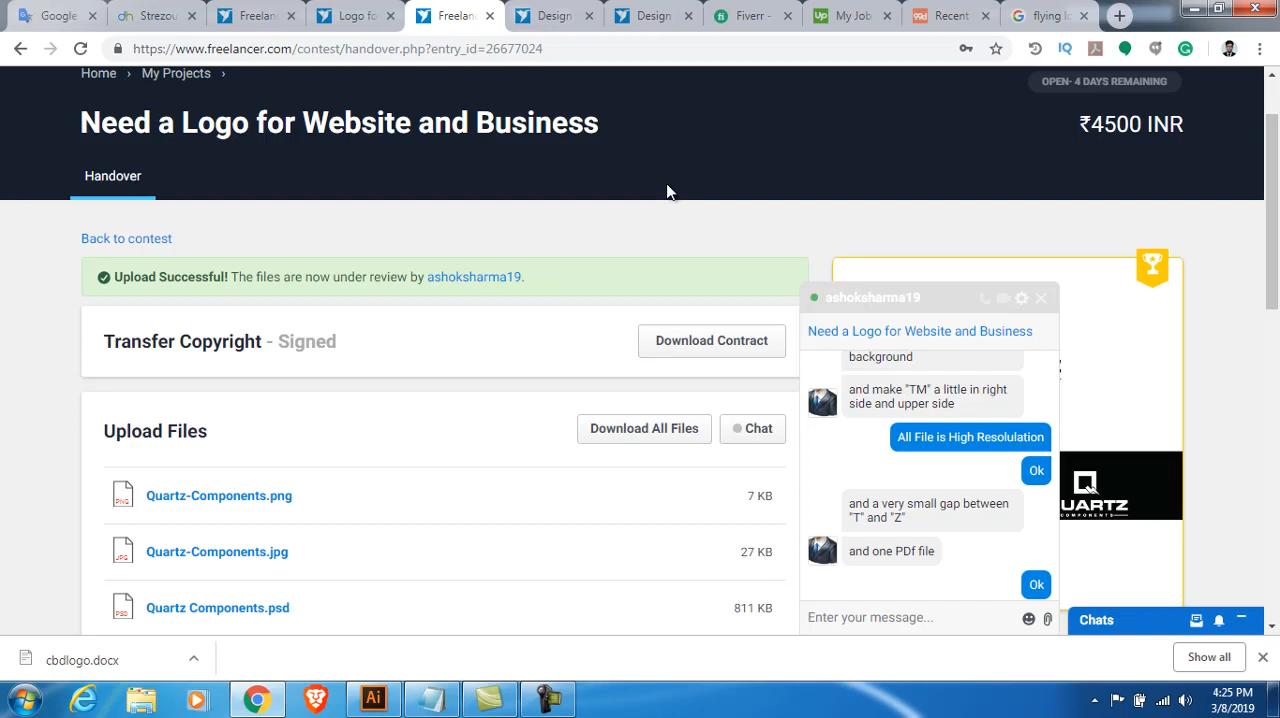 Google
Strezou
Freelan
Logo fo
Freelanc
Design
Design
Fiverr -
My Job
Recent
flying lo
https://www.freelancer.com/contest/handover.php?entry_id=26677024
Home › My Projects ›
OPEN- 4 DAYS REMAINING
Need a Logo for Website and Business
₹4500 INR
Handover
Back to contest
Upload Successful! The files are now under review by ashoksharma19.
Transfer Copyright - Signed
Download Contract
Upload Files
Download All Files
Chat
Quartz-Components.png
7 KB
Quartz-Components.jpg
27 KB
Quartz Components.psd
811 KB
ashoksharma19
Need a Logo for Website and Business
background
and make "TM" a little in right
side and upper side
All File is High Resolulation
Ok
and a very small gap between
"T" and "Z"
and one PDf file
Ok
Enter your message...
UARTZ
COMPONENTS
Chats
cbdlogo.docx
Show all
Ai
4:25 PM
3/8/2019